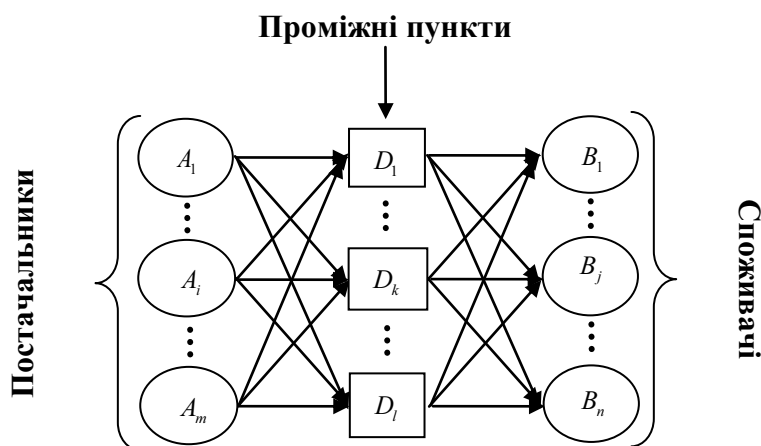 Проміжні пункти
Постачальники
A₁ D₁ B₁
Aᵢ Dₖ Bⱼ
Aₘ Dₗ Bₙ
Споживачі